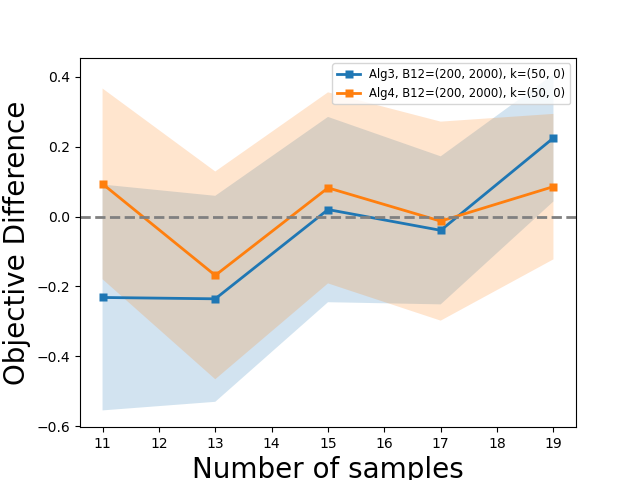 Alg3, B12=(200, 2000), k=(50, 0)
Alg4, B12=(200, 2000), k=(50, 0)
Objective Difference
0.4
0.2
0.0
−0.2
−0.4
−0.6
11 12 13 14 15 16 17 18 19
Number of samples